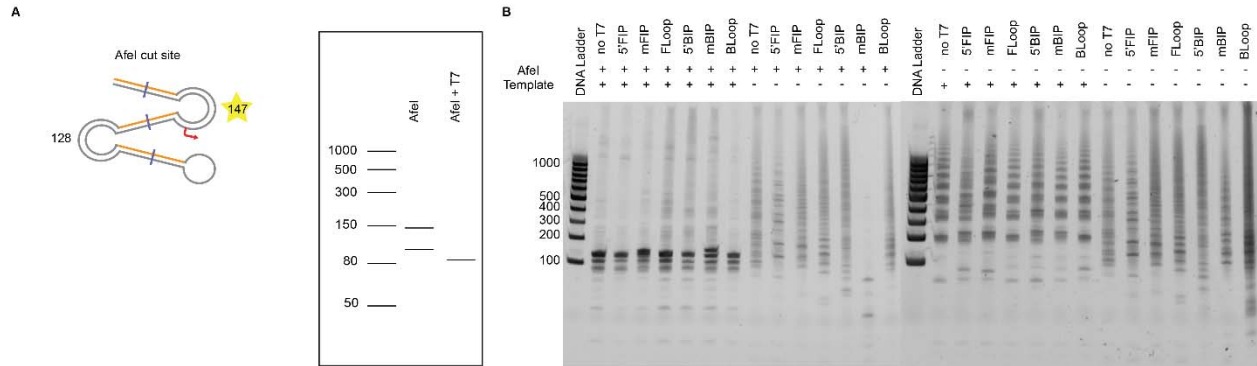 A
AfeI cut site
147
128
AfeI
AfeI + T7
1000
500
300
150
80
50
B
DNA Ladder
no T7
5'FIP
mFIP
FLoop
5'BIP
mBIP
BLoop
no T7
5'FIP
mFIP
FLoop
5'BIP
mBIP
BLoop
DNA Ladder
no T7
5'FIP
mFIP
FLoop
5'BIP
mBIP
BLoop
no T7
5'FIP
mFIP
FLoop
5'BIP
mBIP
BLoop
AfeI + + + + + + + + + + + + + + - - - - - - - - - - - - - -
Template + + + + + + + - - - - - - - + + + + + + + - - - - - - -
1000
500
400
300
200
100
1000
500
400
300
200
100